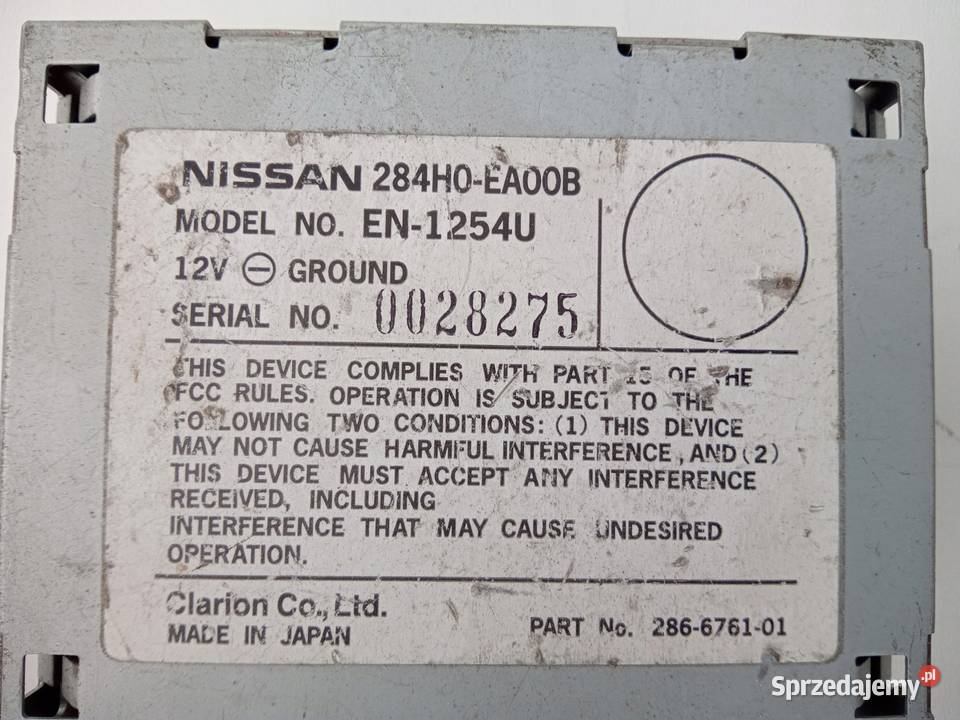 NISSAN 284H0-EA00B
MODEL NO. EN-1254U
12V ⊖ GROUND
SERIAL NO. 0028275
THIS DEVICE COMPLIES WITH PART 15 OF THE
FCC RULES. OPERATION IS SUBJECT TO THE
FOLLOWING TWO CONDITIONS: (1) THIS DEVICE
MAY NOT CAUSE HARMFUL INTERFERENCE, AND (2)
THIS DEVICE MUST ACCEPT ANY INTERFERENCE
RECEIVED, INCLUDING
INTERFERENCE THAT MAY CAUSE UNDESIRED
OPERATION.
Clarion Co., Ltd.
MADE IN JAPAN
PART No. 286-6761-01
Sprzedajemy.pl